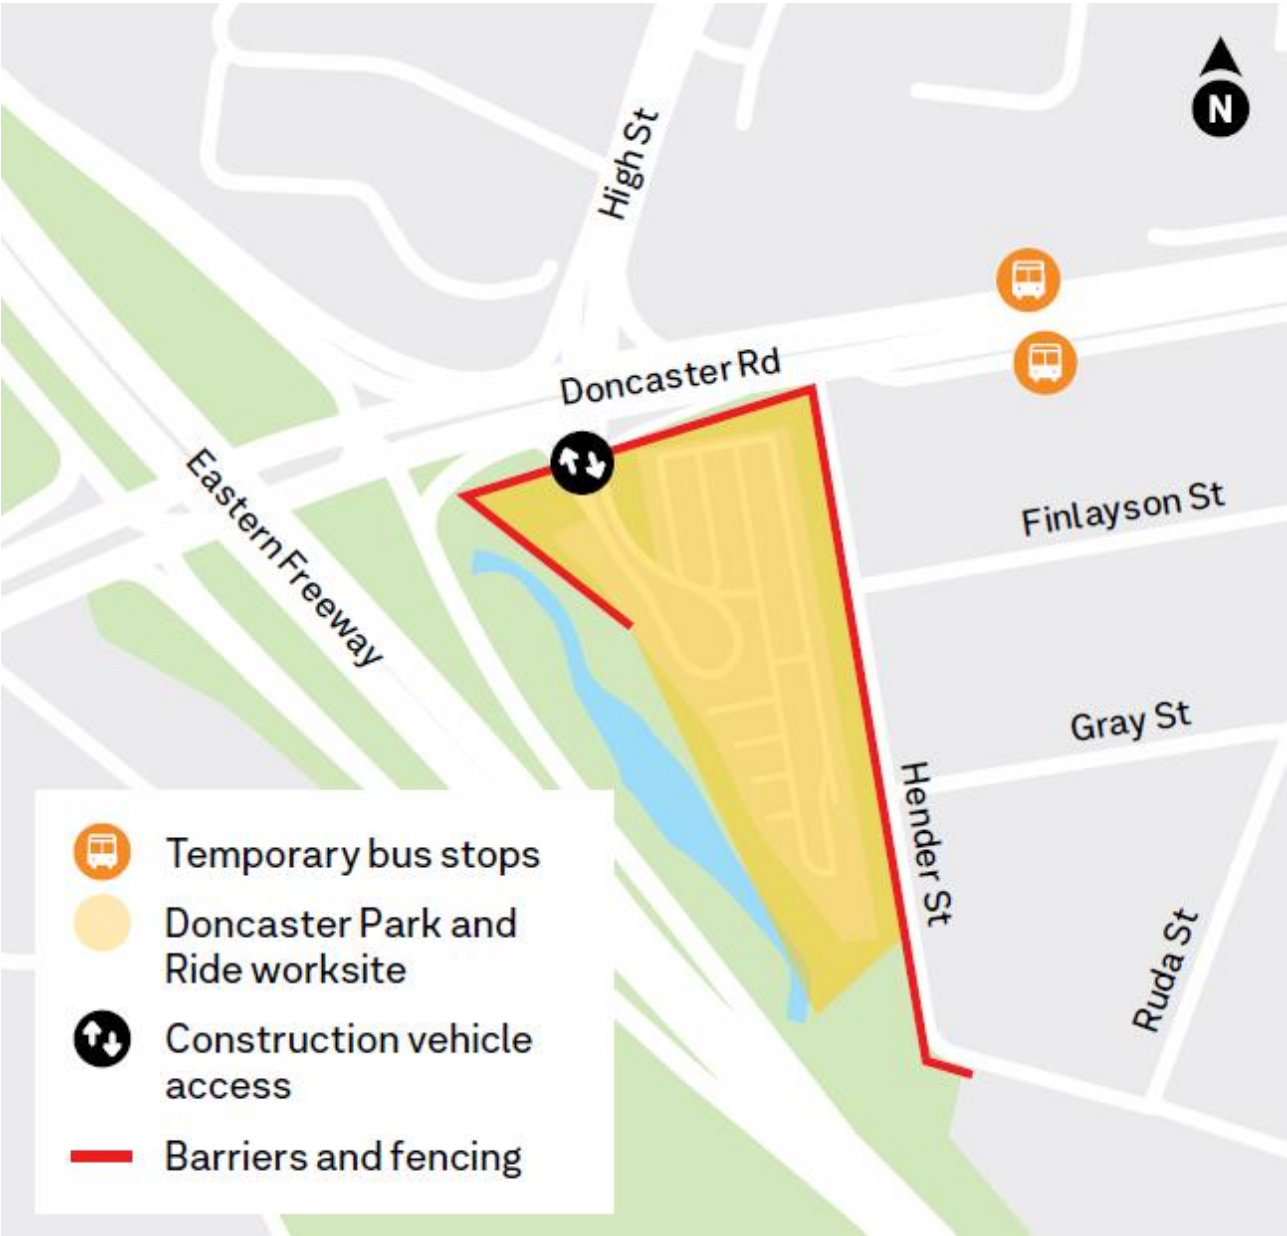 N
High St
Doncaster Rd
Finlayson St
Eastern Freeway
Gray St
Hender St
Ruda St
Temporary bus stops
Doncaster Park and
Ride worksite
Construction vehicle
access
Barriers and fencing